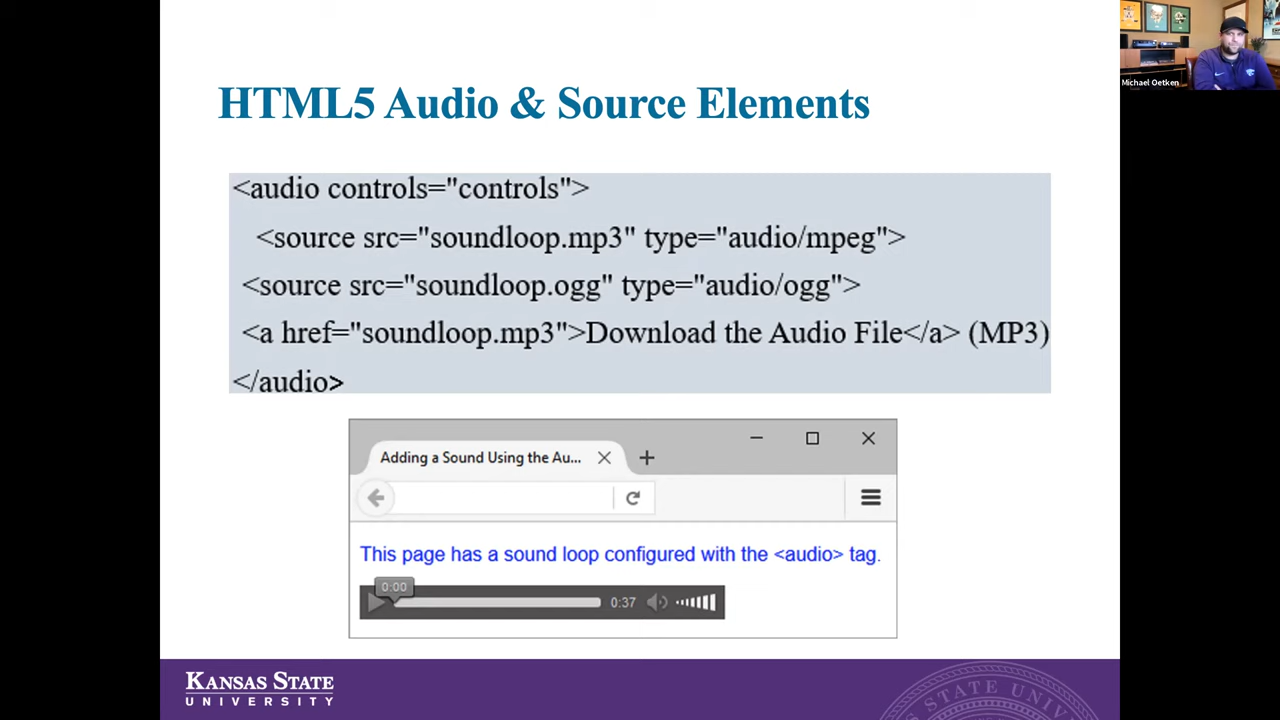 Michael Oetken
HTML5 Audio & Source Elements
<audio controls="controls">
<source src="soundloop.mp3" type="audio/mpeg">
<source src="soundloop.ogg" type="audio/ogg">
<a href="soundloop.mp3">Download the Audio File</a> (MP3)
</audio>
Adding a Sound Using the Au...
This page has a sound loop configured with the <audio> tag.
0:00
0:37
KANSAS STATE
UNIVERSITY
STATE UNIV